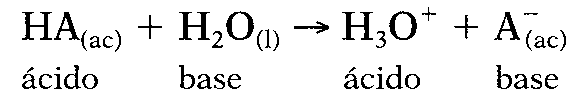 HA(ac) + H₂O(l) → H₃O⁺ + A⁻(ac)
ácido base ácido base